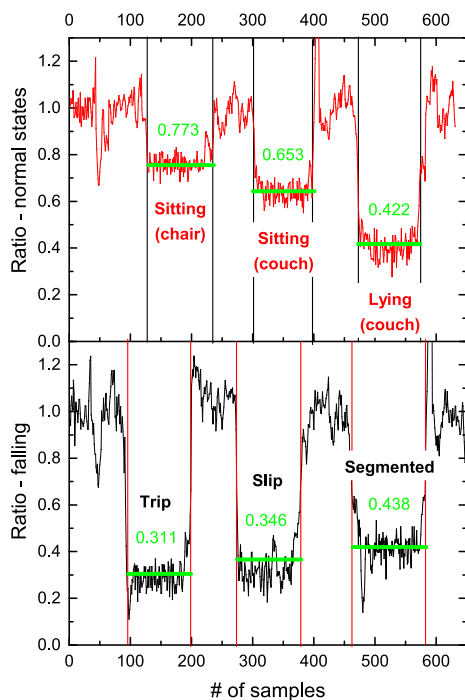 0 100 200 300 400 500 600
Ratio - normal states
1.2
1.0
0.8
0.6
0.4
0.2
0.0
0.773
0.653
0.422
Sitting
(chair)
Sitting
(couch)
Lying
(couch)
Ratio - falling
1.2
1.0
0.8
0.6
0.4
0.2
0.0
Trip
0.311
Slip
0.346
Segmented
0.438
0 100 200 300 400 500 600
# of samples